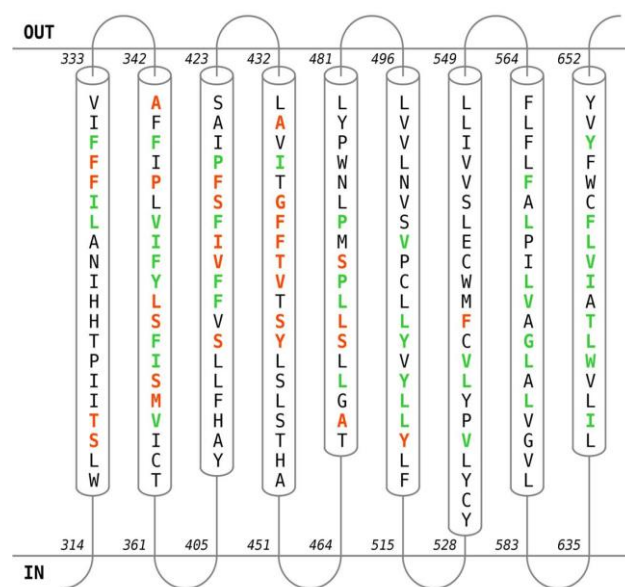 OUT
333 342 423 432 481 496 549 564 652
VIFFFILANIHHTPIITSLW
AFFIPLVIFYLSFISMVICT
SAIPFSFIVFFVSLLFHAY
LAVITGFFTVTSYLSLSTHA
LYPWNLPMSPLLSLLGAT
LVVLNVSVPCLLYVYLLYLF
LLIVVSLECWMFCVLYPVLYCY
FLFLFALPILVAGLALVGVL
YVYFWCFLVIATLWVLIL
314 361 405 451 464 515 528 583 635
IN